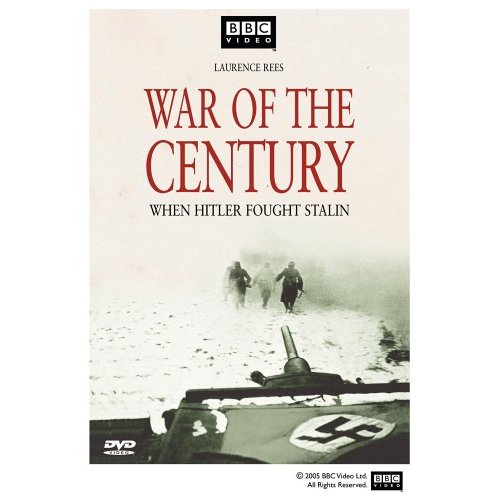 BBC
VIDEO
LAURENCE REES
WAR OF THE
CENTURY
WHEN HITLER FOUGHT STALIN
DVD
VIDEO
© 2005 BBC Video Ltd.
All Rights Reserved.
BBC
VIDEO